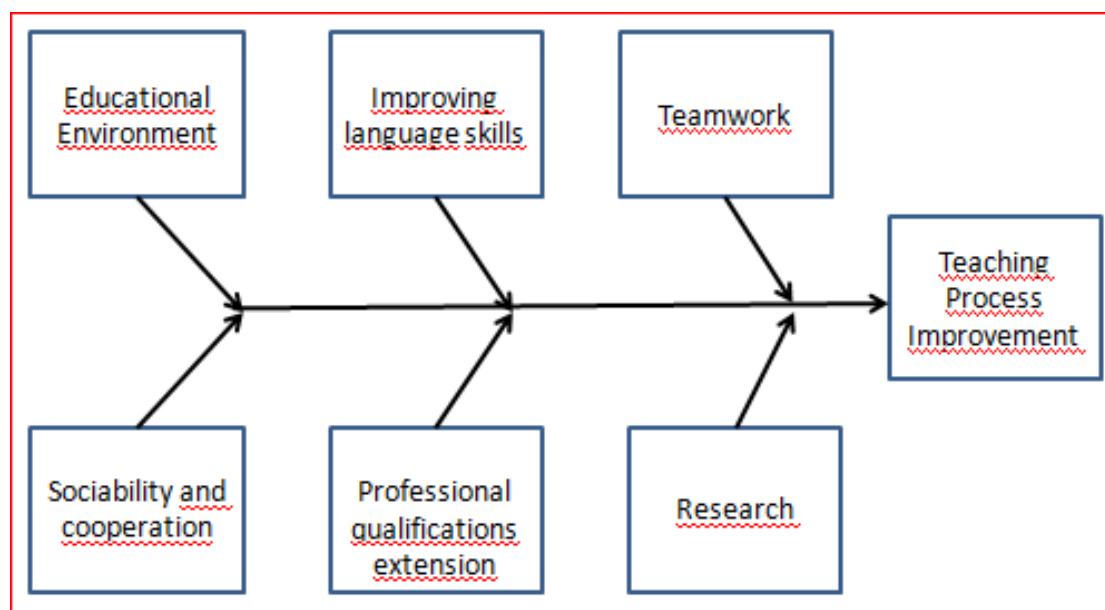 Educational
Environment
Improving
language skills
Teamwork
Teaching
Process
Improvement
Sociability and
cooperation
Professional
qualifications
extension
Research